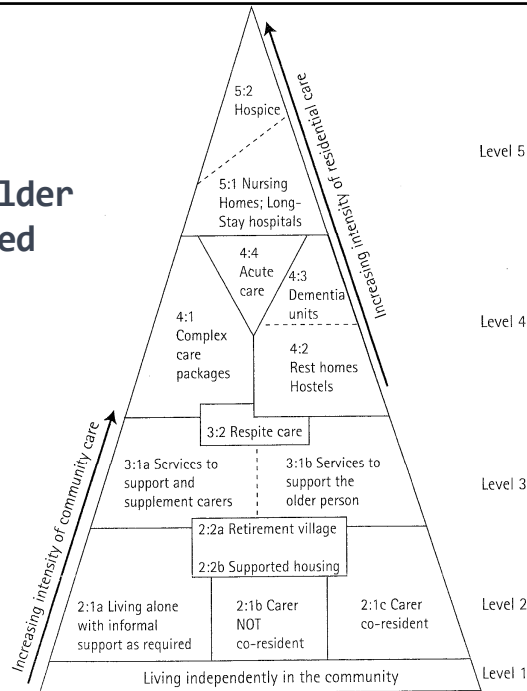 lder
ed
5:2
Hospice
5:1 Nursing
Homes; Long-
Stay hospitals
Increasing intensity of residential care
Level 5
4:4
Acute
care
4:3
Dementia
units
4:1
Complex
care
packages
4:2
Rest homes
Hostels
Level 4
3:2 Respite care
3:1a Services to
support and
supplement carers
3:1b Services to
support the
older person
Level 3
Increasing intensity of community care
2:2a Retirement village
2:2b Supported housing
2:1a Living alone
with informal
support as required
2:1b Carer
NOT
co-resident
2:1c Carer
co-resident
Level 2
Living independently in the community
Level 1